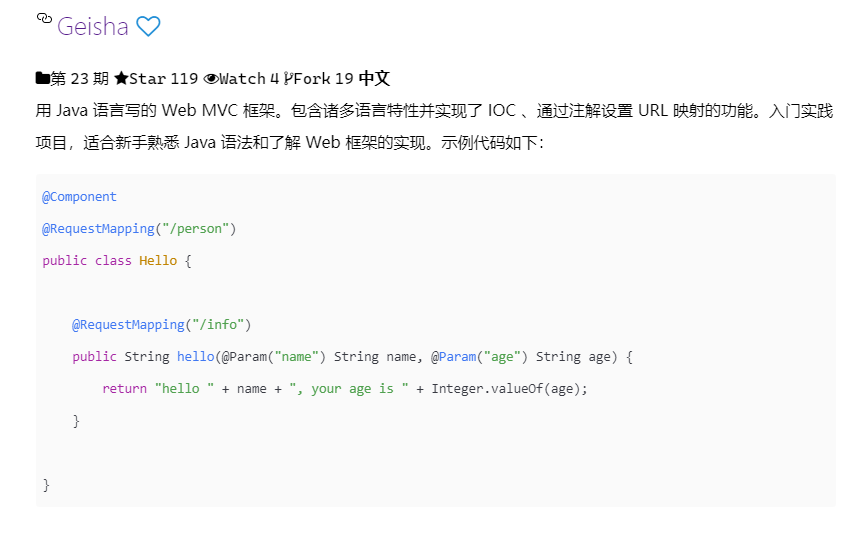 Geisha
第 23 期 Star 119 Watch 4 Fork 19 中文
用 Java 语言写的 Web MVC 框架。包含诸多语言特性并实现了 IOC 、通过注解设置 URL 映射的功能。入门实践
项目，适合新手熟悉 Java 语法和了解 Web 框架的实现。示例代码如下：
@Component
@RequestMapping("/person")
public class Hello {
    @RequestMapping("/info")
    public String hello(@Param("name") String name, @Param("age") String age) {
        return "hello " + name + ", your age is " + Integer.valueOf(age);
    }
}